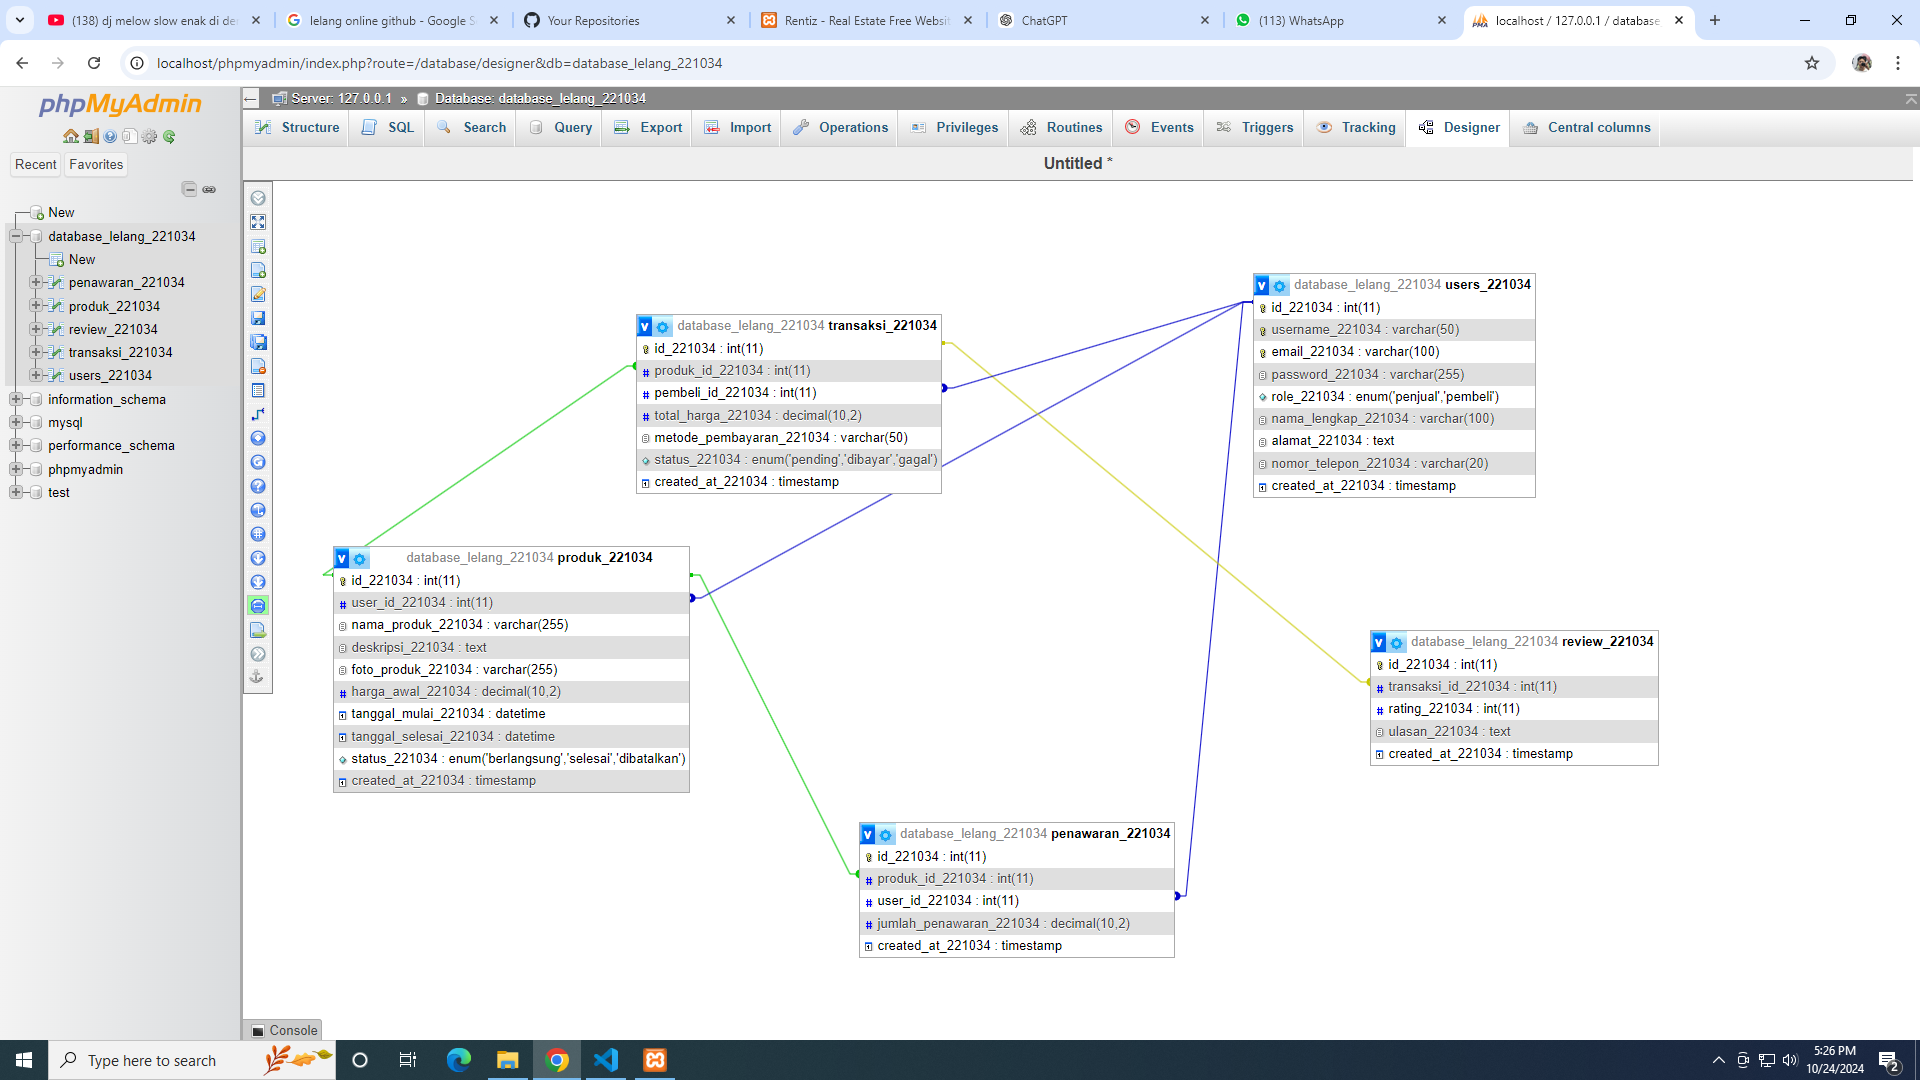 (138) dj melow slow enak di de
lelang online github - Google S
Your Repositories
Rentiz - Real Estate Free Websit
ChatGPT
(113) WhatsApp
localhost / 127.0.0.1 / database
localhost/phpmyadmin/index.php?route=/database/designer&db=database_lelang_221034
phpMyAdmin
Recent
Favorites
New
database_lelang_221034
New
penawaran_221034
produk_221034
review_221034
transaksi_221034
users_221034
information_schema
mysql
performance_schema
phpmyadmin
test
Server: 127.0.0.1 » Database: database_lelang_221034
Structure
SQL
Search
Query
Export
Import
Operations
Privileges
Routines
Events
Triggers
Tracking
Designer
Central columns
Untitled *
database_lelang_221034 transaksi_221034
id_221034 : int(11)
produk_id_221034 : int(11)
pembeli_id_221034 : int(11)
total_harga_221034 : decimal(10,2)
metode_pembayaran_221034 : varchar(50)
status_221034 : enum('pending','dibayar','gagal')
created_at_221034 : timestamp
database_lelang_221034 users_221034
id_221034 : int(11)
username_221034 : varchar(50)
email_221034 : varchar(100)
password_221034 : varchar(255)
role_221034 : enum('penjual','pembeli')
nama_lengkap_221034 : varchar(100)
alamat_221034 : text
nomor_telepon_221034 : varchar(20)
created_at_221034 : timestamp
database_lelang_221034 produk_221034
id_221034 : int(11)
user_id_221034 : int(11)
nama_produk_221034 : varchar(255)
deskripsi_221034 : text
foto_produk_221034 : varchar(255)
harga_awal_221034 : decimal(10,2)
tanggal_mulai_221034 : datetime
tanggal_selesai_221034 : datetime
status_221034 : enum('berlangsung','selesai','dibatalkan')
created_at_221034 : timestamp
database_lelang_221034 review_221034
id_221034 : int(11)
transaksi_id_221034 : int(11)
rating_221034 : int(11)
ulasan_221034 : text
created_at_221034 : timestamp
database_lelang_221034 penawaran_221034
id_221034 : int(11)
produk_id_221034 : int(11)
user_id_221034 : int(11)
jumlah_penawaran_221034 : decimal(10,2)
created_at_221034 : timestamp
Console
Type here to search
5:26 PM
10/24/2024
2